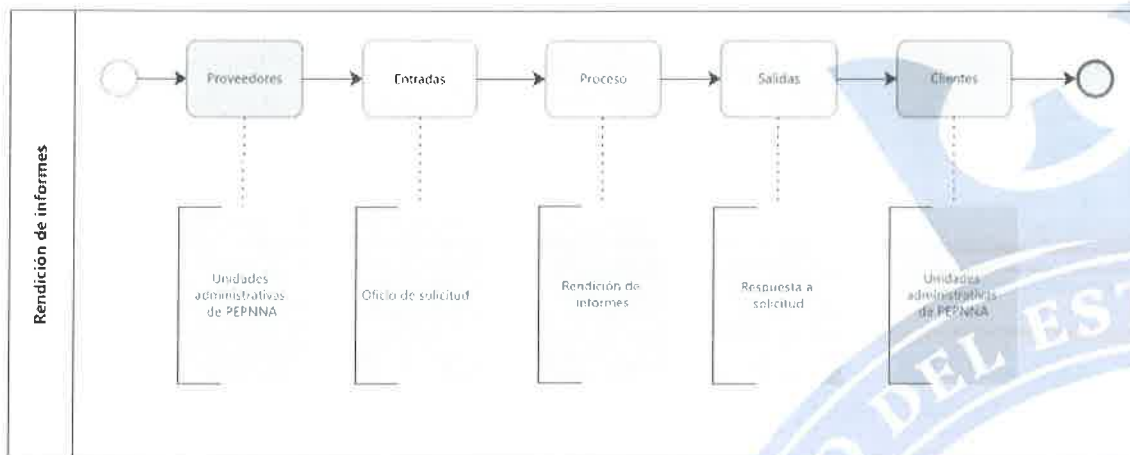 Rendición de informes
Proveedores
Entradas
Proceso
Salidas
Clientes
Unidades
administrativas
de PEPNNA
Oficio de solicitud
Rendición de
informes
Respuesta a
solicitud
Unidades
administrativas
de PEPNNA
O DEL EST